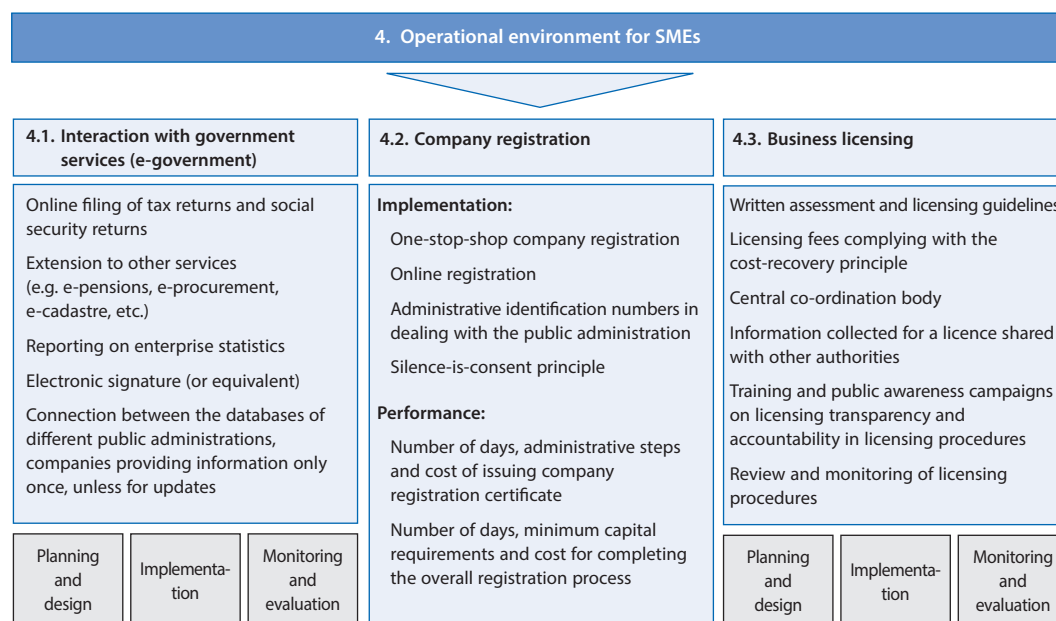 4. Operational environment for SMEs
4.1. Interaction with government
services (e-government)
Online filing of tax returns and social
security returns
Extension to other services
(e.g. e-pensions, e-procurement,
e-cadastre, etc.)
Reporting on enterprise statistics
Electronic signature (or equivalent)
Connection between the databases of
different public administrations,
companies providing information only
once, unless for updates
Planning
and
design
Implementa-
tion
Monitoring
and
evaluation
4.2. Company registration
Implementation:
One-stop-shop company registration
Online registration
Administrative identification numbers in
dealing with the public administration
Silence-is-consent principle
Performance:
Number of days, administrative steps
and cost of issuing company
registration certificate
Number of days, minimum capital
requirements and cost for completing
the overall registration process
4.3. Business licensing
Written assessment and licensing guidelines
Licensing fees complying with the
cost-recovery principle
Central co-ordination body
Information collected for a licence shared
with other authorities
Training and public awareness campaigns
on licensing transparency and
accountability in licensing procedures
Review and monitoring of licensing
procedures
Planning
and
design
Implementa-
tion
Monitoring
and
evaluation